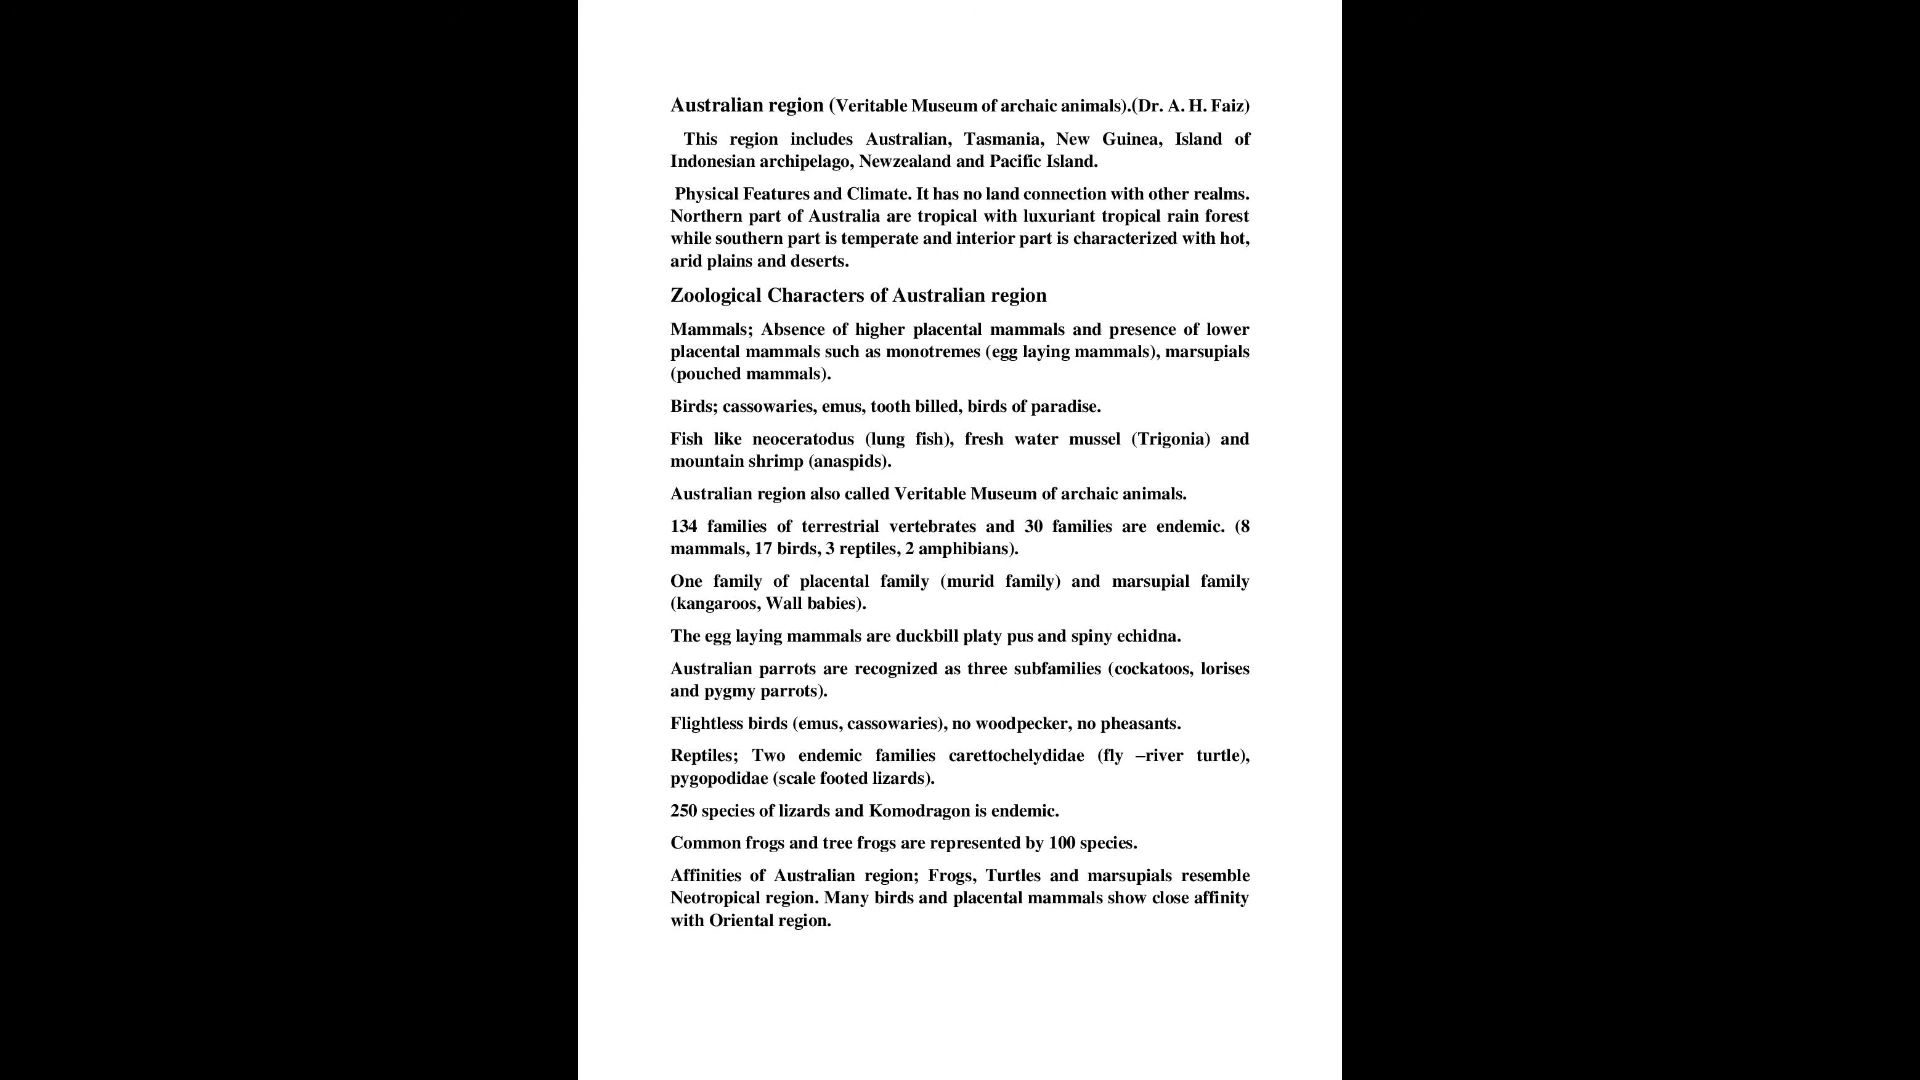 Australian region (Veritable Museum of archaic animals).(Dr. A. H. Faiz)
This region includes Australian, Tasmania, New Guinea, Island of
Indonesian archipelago, Newzealand and Pacific Island.
Physical Features and Climate. It has no land connection with other realms.
Northern part of Australia are tropical with luxuriant tropical rain forest
while southern part is temperate and interior part is characterized with hot,
arid plains and deserts.
Zoological Characters of Australian region
Mammals; Absence of higher placental mammals and presence of lower
placental mammals such as monotremes (egg laying mammals), marsupials
(pouched mammals).
Birds; cassowaries, emus, tooth billed, birds of paradise.
Fish like neoceratodus (lung fish), fresh water mussel (Trigonia) and
mountain shrimp (anaspids).
Australian region also called Veritable Museum of archaic animals.
134 families of terrestrial vertebrates and 30 families are endemic. (8
mammals, 17 birds, 3 reptiles, 2 amphibians).
One family of placental family (murid family) and marsupial family
(kangaroos, Wall babies).
The egg laying mammals are duckbill platy pus and spiny echidna.
Australian parrots are recognized as three subfamilies (cockatoos, lorises
and pygmy parrots).
Flightless birds (emus, cassowaries), no woodpecker, no pheasants.
Reptiles; Two endemic families carettochelydidae (fly –river turtle),
pygopodidae (scale footed lizards).
250 species of lizards and Komodragon is endemic.
Common frogs and tree frogs are represented by 100 species.
Affinities of Australian region; Frogs, Turtles and marsupials resemble
Neotropical region. Many birds and placental mammals show close affinity
with Oriental region.